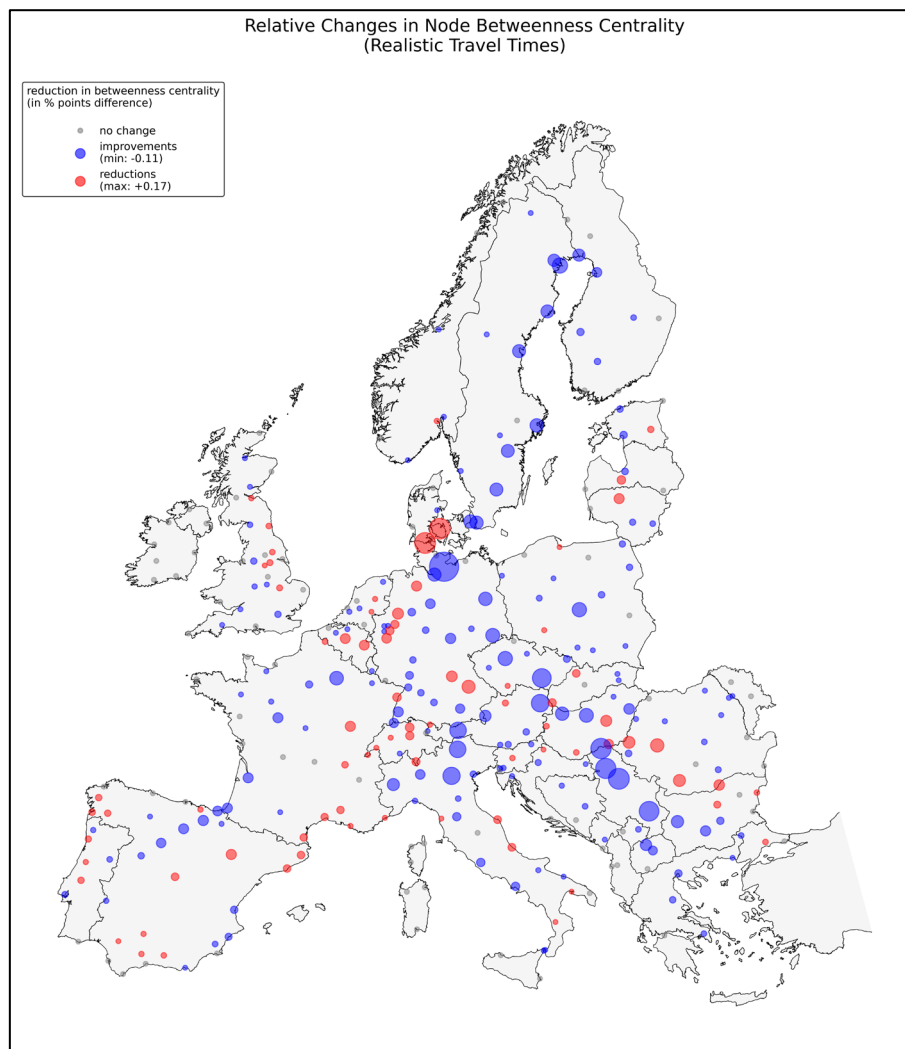 Relative Changes in Node Betweenness Centrality
(Realistic Travel Times)
reduction in betweenness centrality
(in % points difference)
no change
improvements
(min: -0.11)
reductions
(max: +0.17)